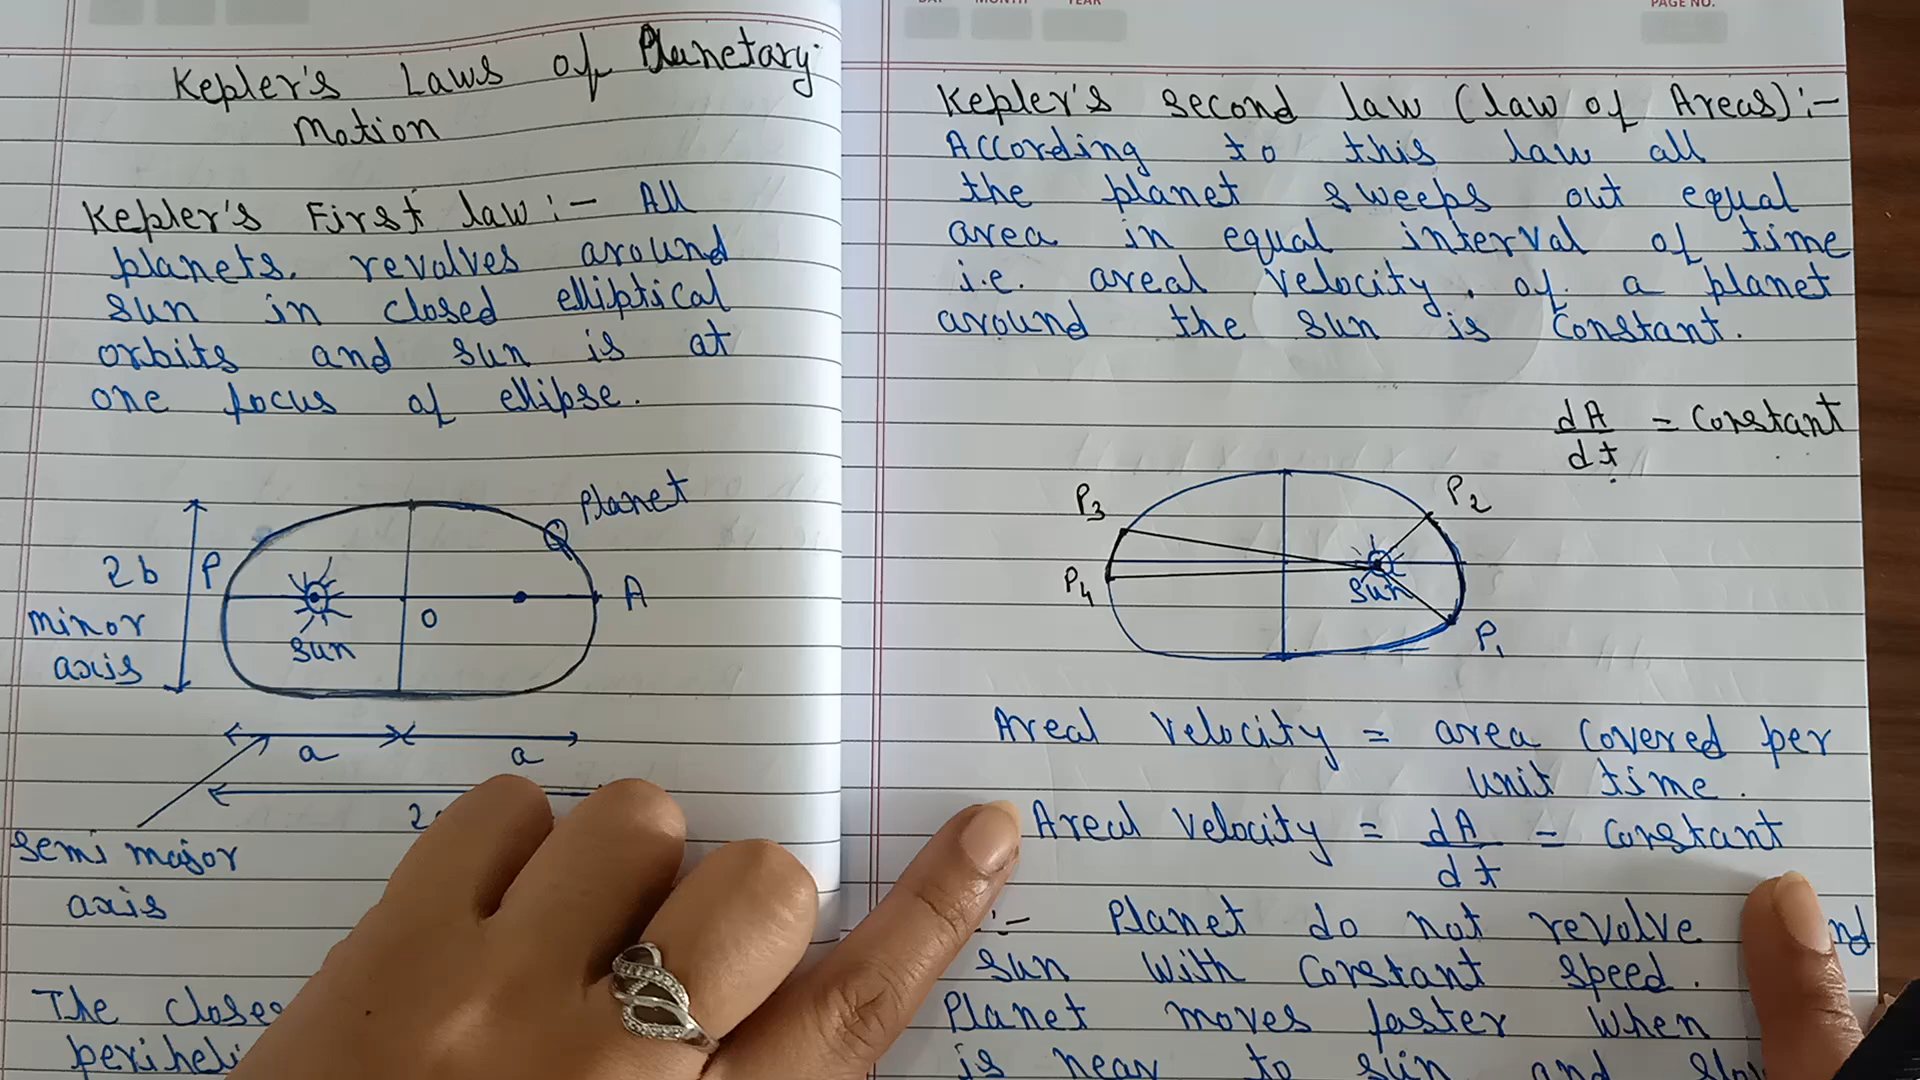 Kepler's Laws of Planetary
Motion
Kepler's First law :- All
planets. revolves around
sun in closed elliptical
orbits and sun is at
one focus of ellipse.
Planet
2b
P
A
O
minor
axis
sun
a
a
semi major
axis
The
YEAR
PAGE NO.
Kepler's second law (law of Areas) :-
According to this law all
the planet sweeps out equal
area in equal interval of time
i.e. areal velocity. of a planet
around the sun is constant.
dA/dt = constant
P3
P2
P4
sun
P1
Areal velocity = area covered per
unit time.
Areal velocity = dA/dt = constant
:- Planet do not revolve
sun with constant speed.
Planet moves faster when
is near to sun and